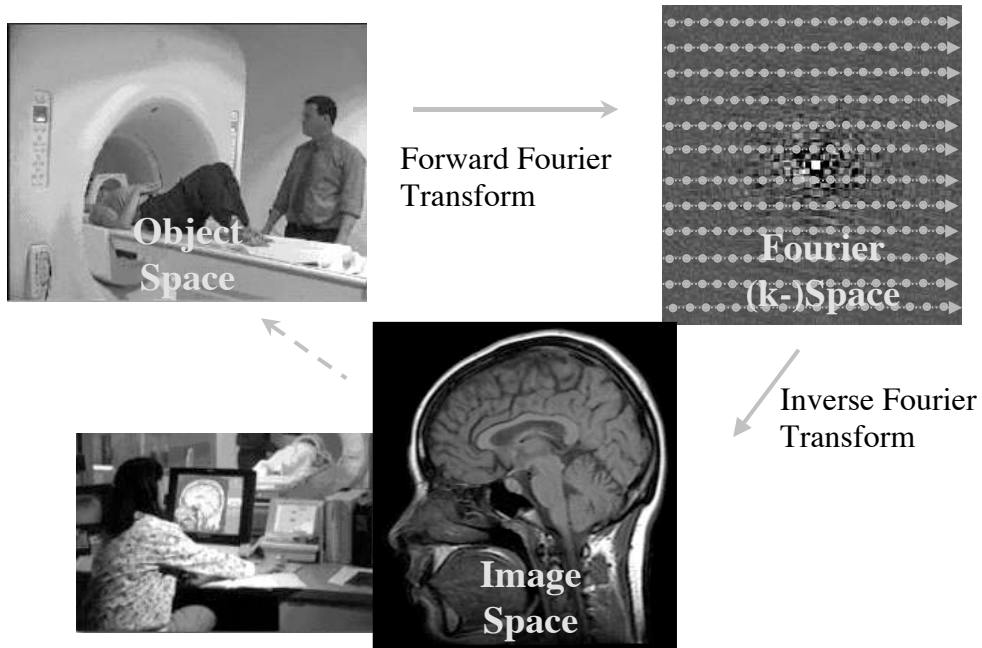 Object
Space
Forward Fourier
Transform
Fourier
(k-)Space
Inverse Fourier
Transform
Image
Space